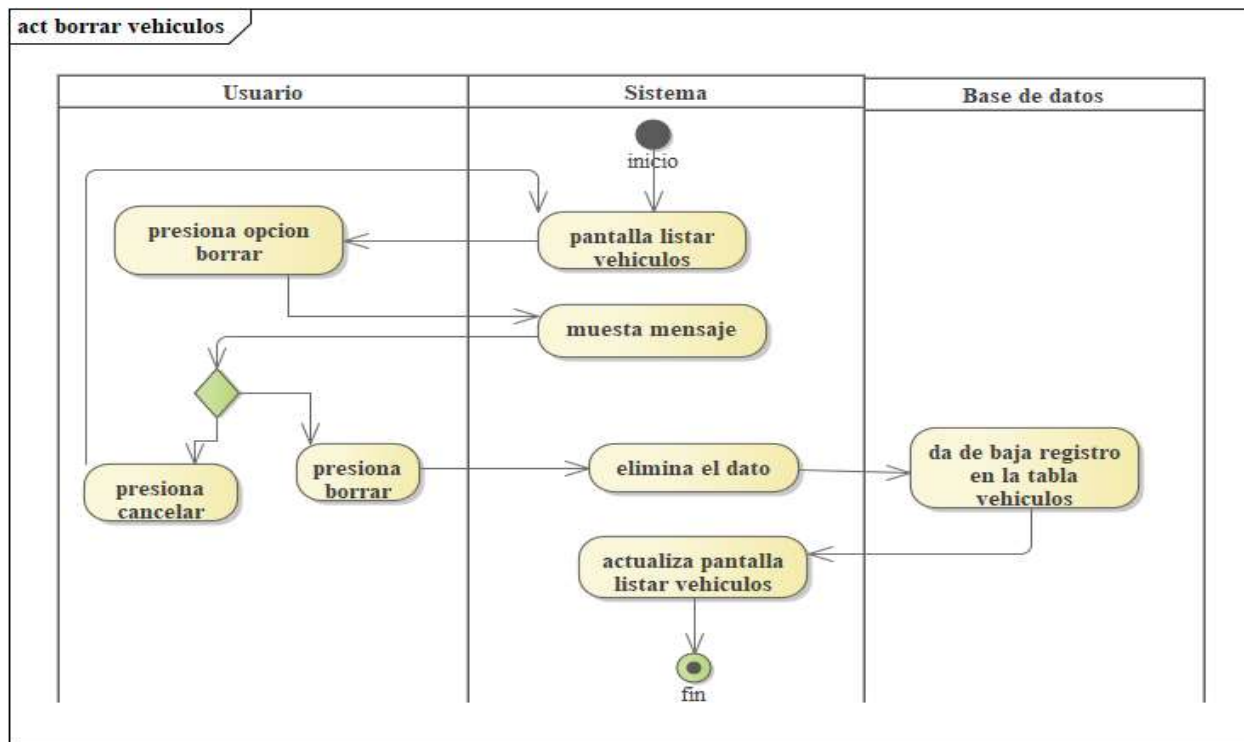 act borrar vehiculos
Usuario
Sistema
Base de datos
inicio
presiona opcion
borrar
pantalla listar
vehiculos
muesta mensaje
presiona
cancelar
presiona
borrar
elimina el dato
da de baja registro
en la tabla
vehiculos
actualiza pantalla
listar vehiculos
fin